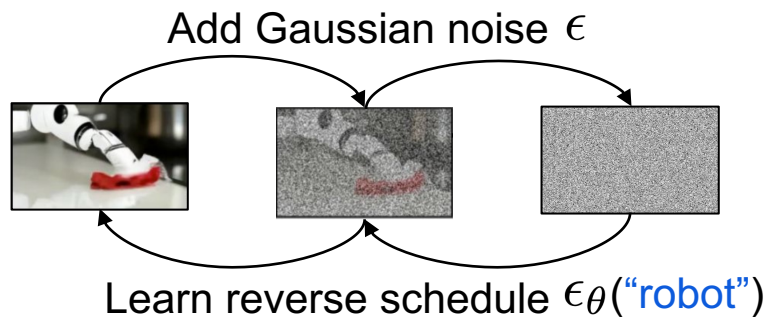 Add Gaussian noise ϵ
Learn reverse schedule ϵθ(“robot”)